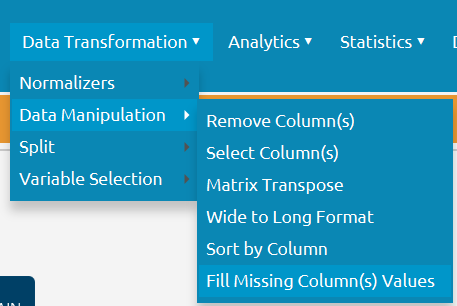 Data Transformation Analytics Statistics
Normalizers
Data Manipulation
Split
Variable Selection
Remove Column(s)
Select Column(s)
Matrix Transpose
Wide to Long Format
Sort by Column
Fill Missing Column(s) Values